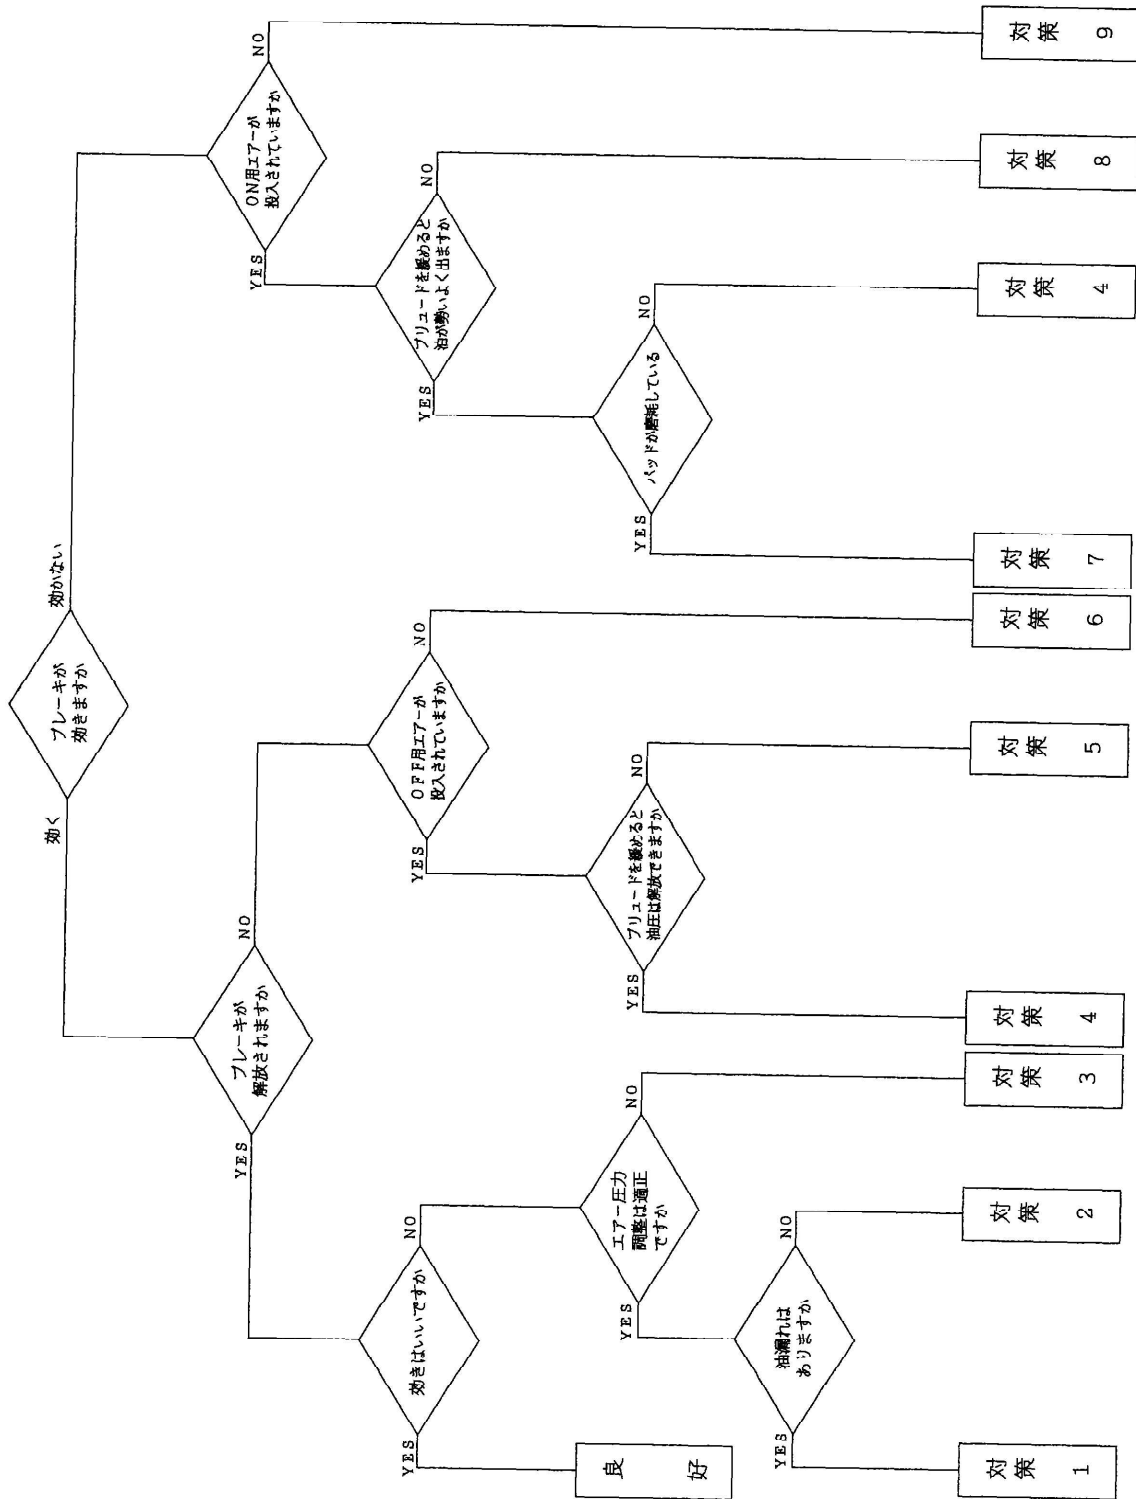 ブレーキが
効きますか
効く
効かない
ブレーキが
解放されますか
YES
NO
ON用エアーが
投入されていますか
YES
NO
効きはいいですか
YES
NO
OFF用エアーが
投入されていますか
YES
NO
ブリュードを緩めると
油が勢いよく出ますか
YES
NO
良好
エアー圧力
調整は適正
ですか
YES
NO
ブリュードを緩めると
油圧は解放できますか
YES
NO
パッドが磨耗している
YES
NO
油漏れは
ありますか
YES
NO
対策 1
対策 2
対策 3
対策 4
対策 5
対策 6
対策 7
対策 4
対策 8
対策 9